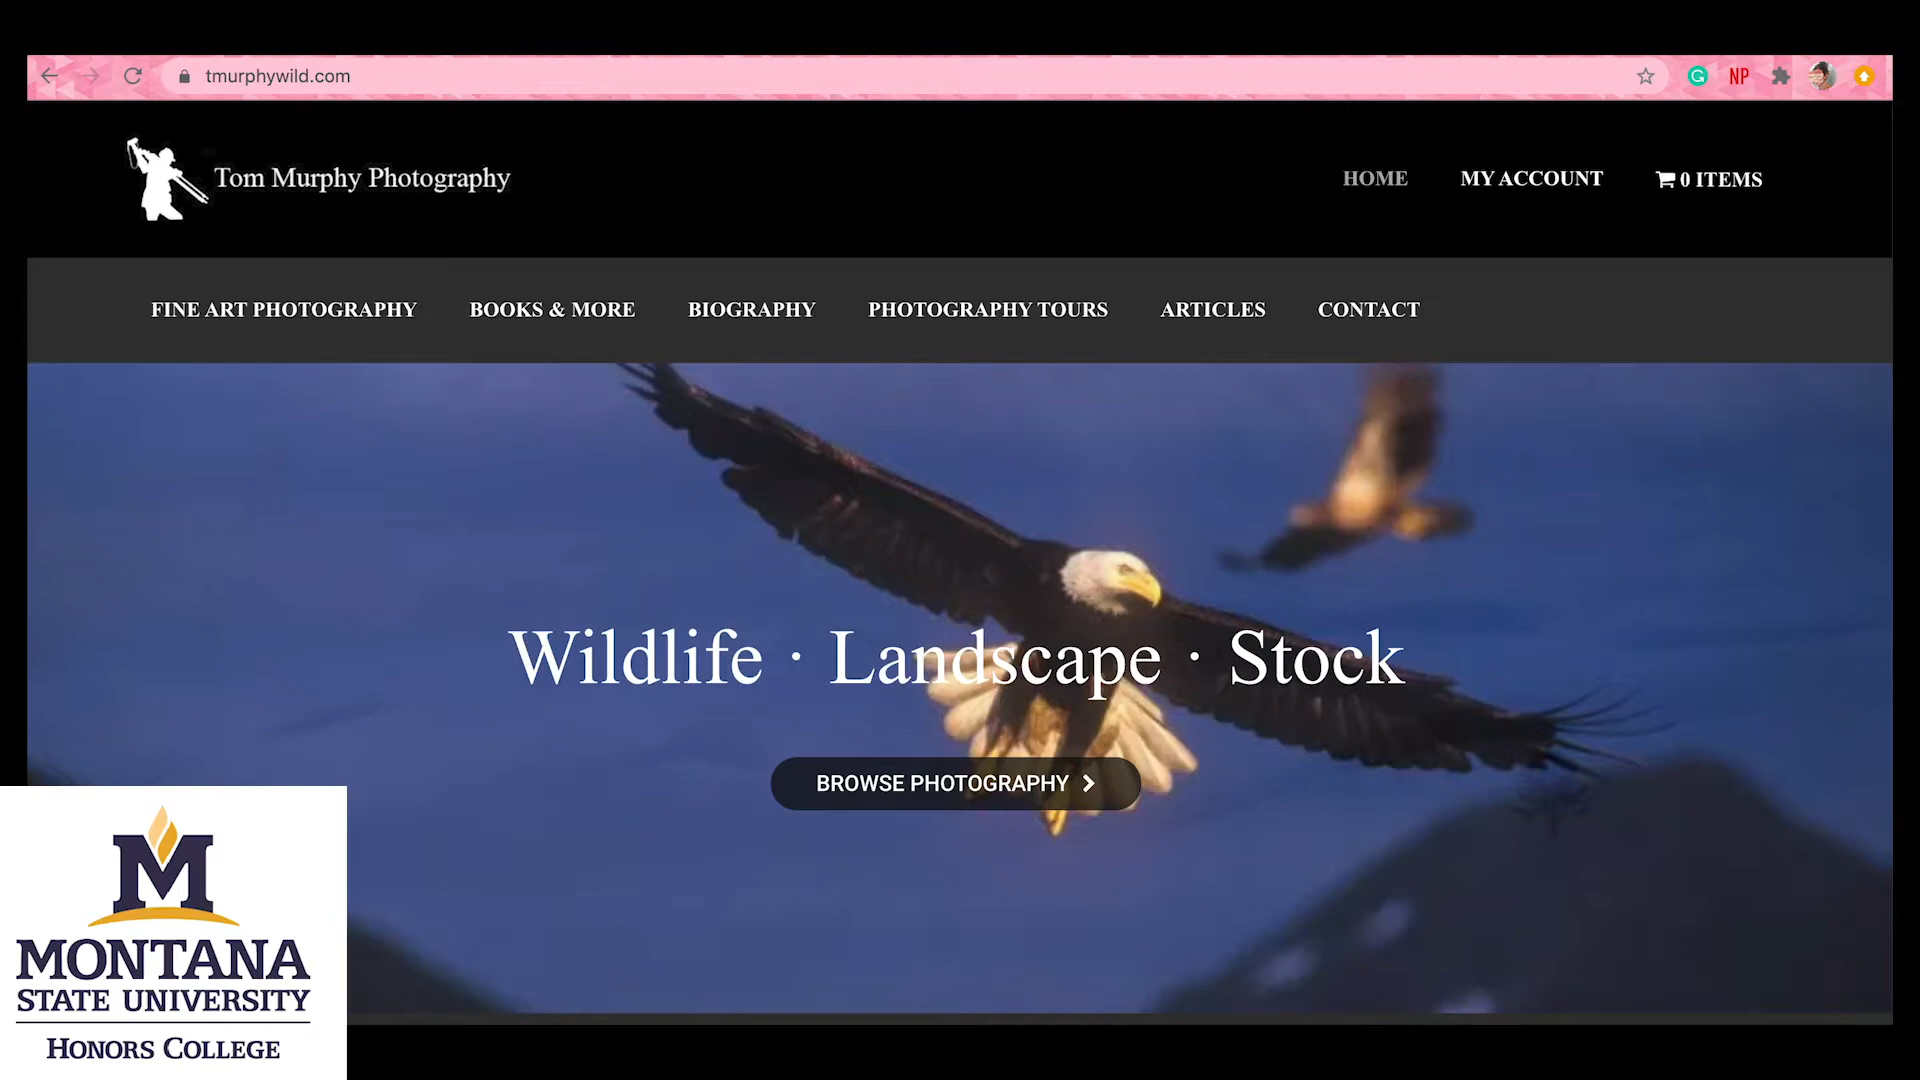 tmurphywild.com
NP
Tom Murphy Photography
HOME
MY ACCOUNT
0 ITEMS
FINE ART PHOTOGRAPHY
BOOKS & MORE
BIOGRAPHY
PHOTOGRAPHY TOURS
ARTICLES
CONTACT
Wildlife · Landscape · Stock
BROWSE PHOTOGRAPHY
M
MONTANA
STATE UNIVERSITY
HONORS COLLEGE